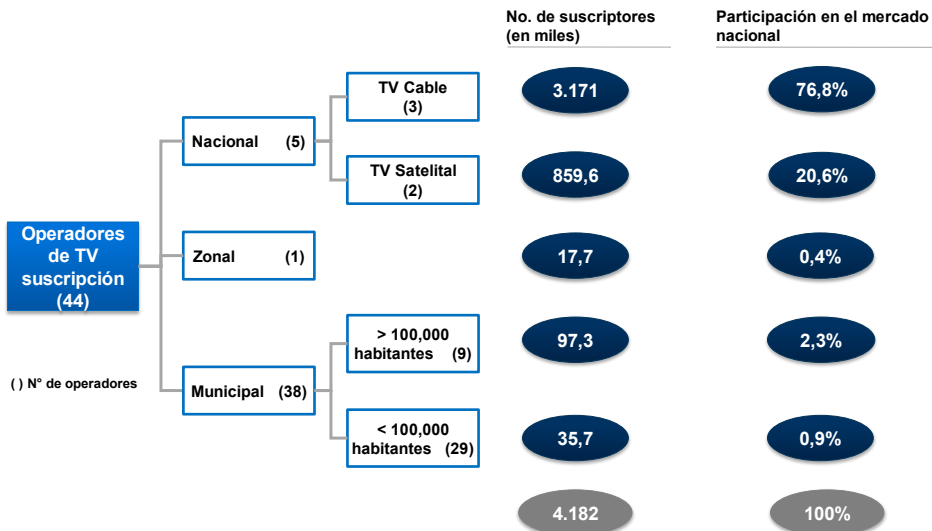 No. de suscriptores
(en miles)
Participación en el mercado
nacional
TV Cable
(3)
3.171
76,8%
Nacional (5)
TV Satelital
(2)
859,6
20,6%
Operadores
de TV
suscripción
(44)
Zonal (1)
17,7
0,4%
> 100,000
habitantes (9)
97,3
2,3%
( ) N° de operadores
Municipal (38)
< 100,000
habitantes (29)
35,7
0,9%
4.182
100%